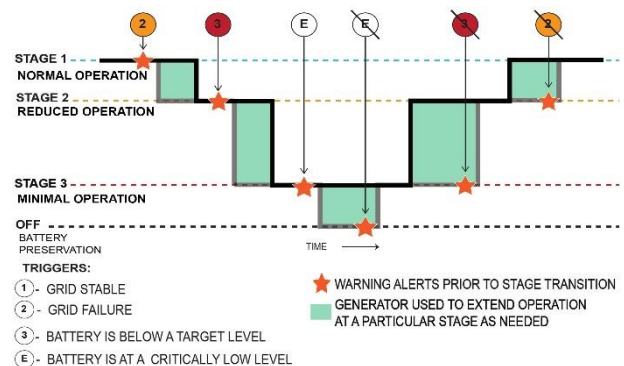 2 3 E E 3 2
STAGE 1
NORMAL OPERATION
STAGE 2
REDUCED OPERATION
STAGE 3
MINIMAL OPERATION
OFF
BATTERY
PRESERVATION
TIME
TRIGGERS:
1 - GRID STABLE
2 - GRID FAILURE
3 - BATTERY IS BELOW A TARGET LEVEL
E - BATTERY IS AT A CRITICALLY LOW LEVEL
WARNING ALERTS PRIOR TO STAGE TRANSITION
GENERATOR USED TO EXTEND OPERATION
AT A PARTICULAR STAGE AS NEEDED